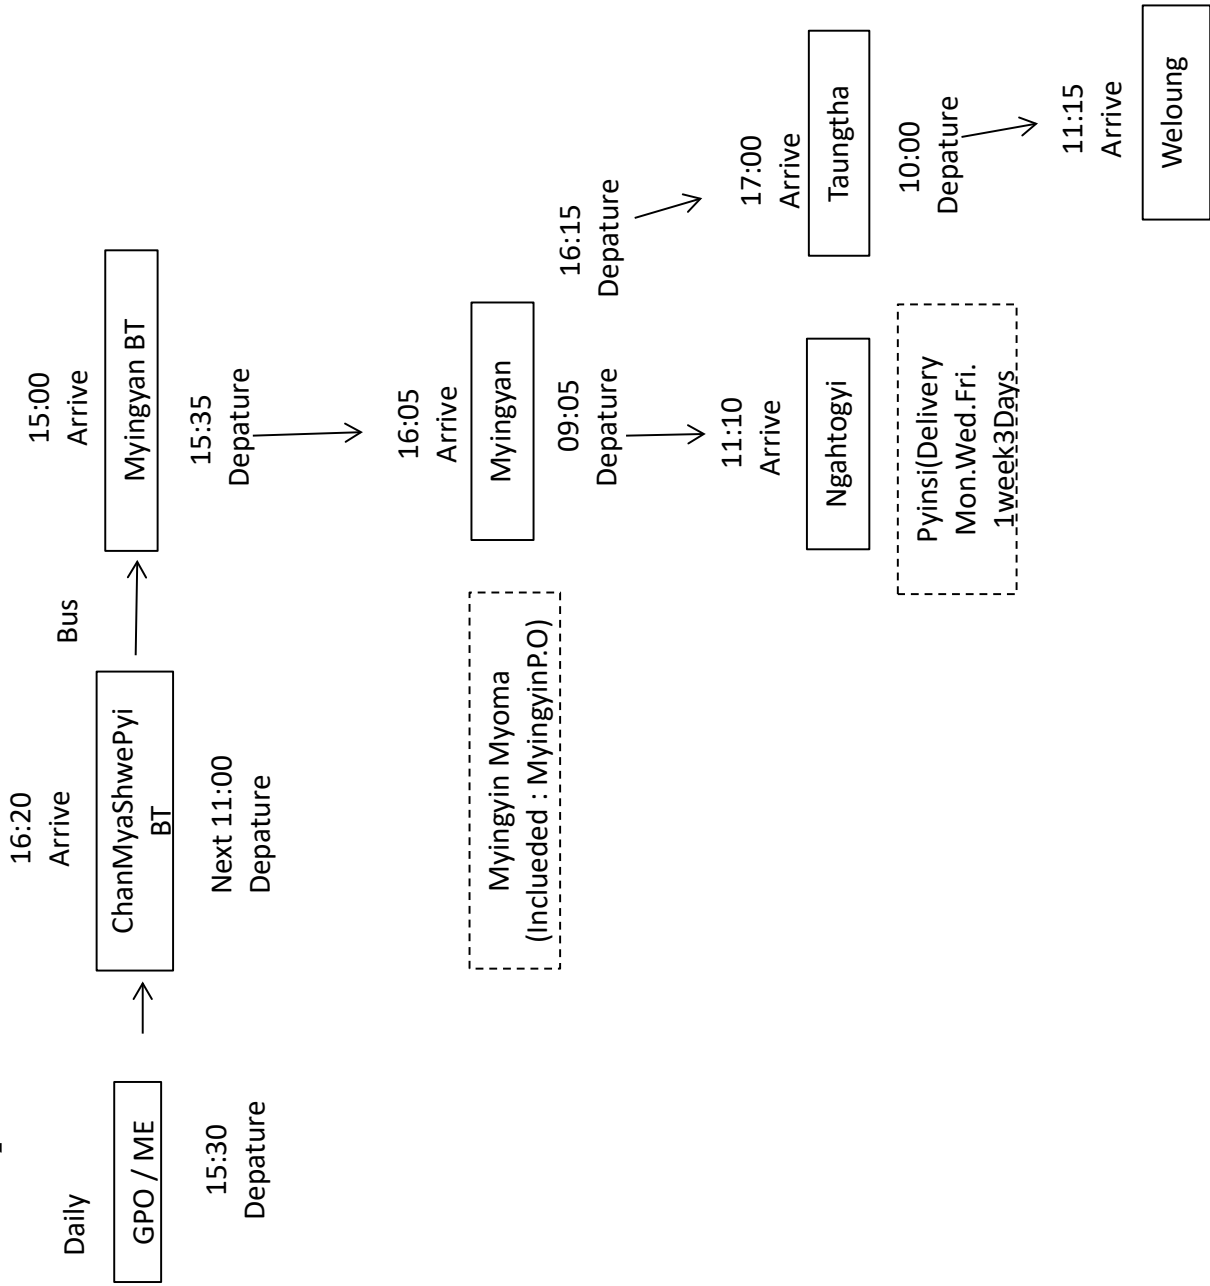 Daily
GPO / ME
15:30
Depature
16:20
Arrive
ChanMyaShwePyi
BT
Next 11:00
Depature
Bus
15:00
Arrive
Myingyan BT
15:35
Depature
Myingyin Myoma
(Inclueded : MyingyinP.O)
16:05
Arrive
Myingyan
09:05
Depature
16:15
Depature
11:10
Arrive
Ngahtogyi
Pyinsi(Delivery
Mon.Wed.Fri.
1week3Days
17:00
Arrive
Taungtha
10:00
Depature
11:15
Arrive
Weloung